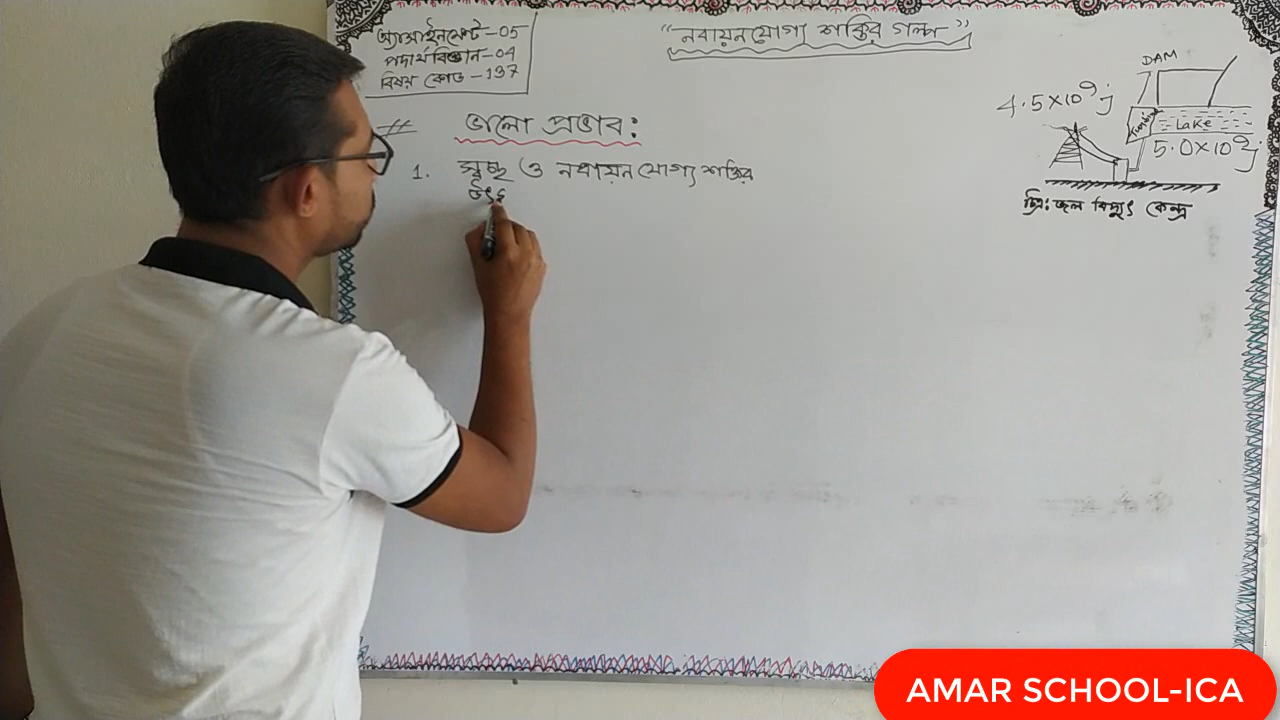 অ্যাসাইনমেন্ট-05
পদার্থবিজ্ঞান-04
বিষয় কোড - 137
“নবায়নযোগ্য শক্তির গল্প”
ভালো প্রভাব:
1. স্বচ্ছ ও নবায়নযোগ্য শক্তির
উৎস
DAM
4.5×10⁹j
Lake
5.0×10⁹j
চিত্র: জল বিদ্যুৎ কেন্দ্র
AMAR SCHOOL-ICA